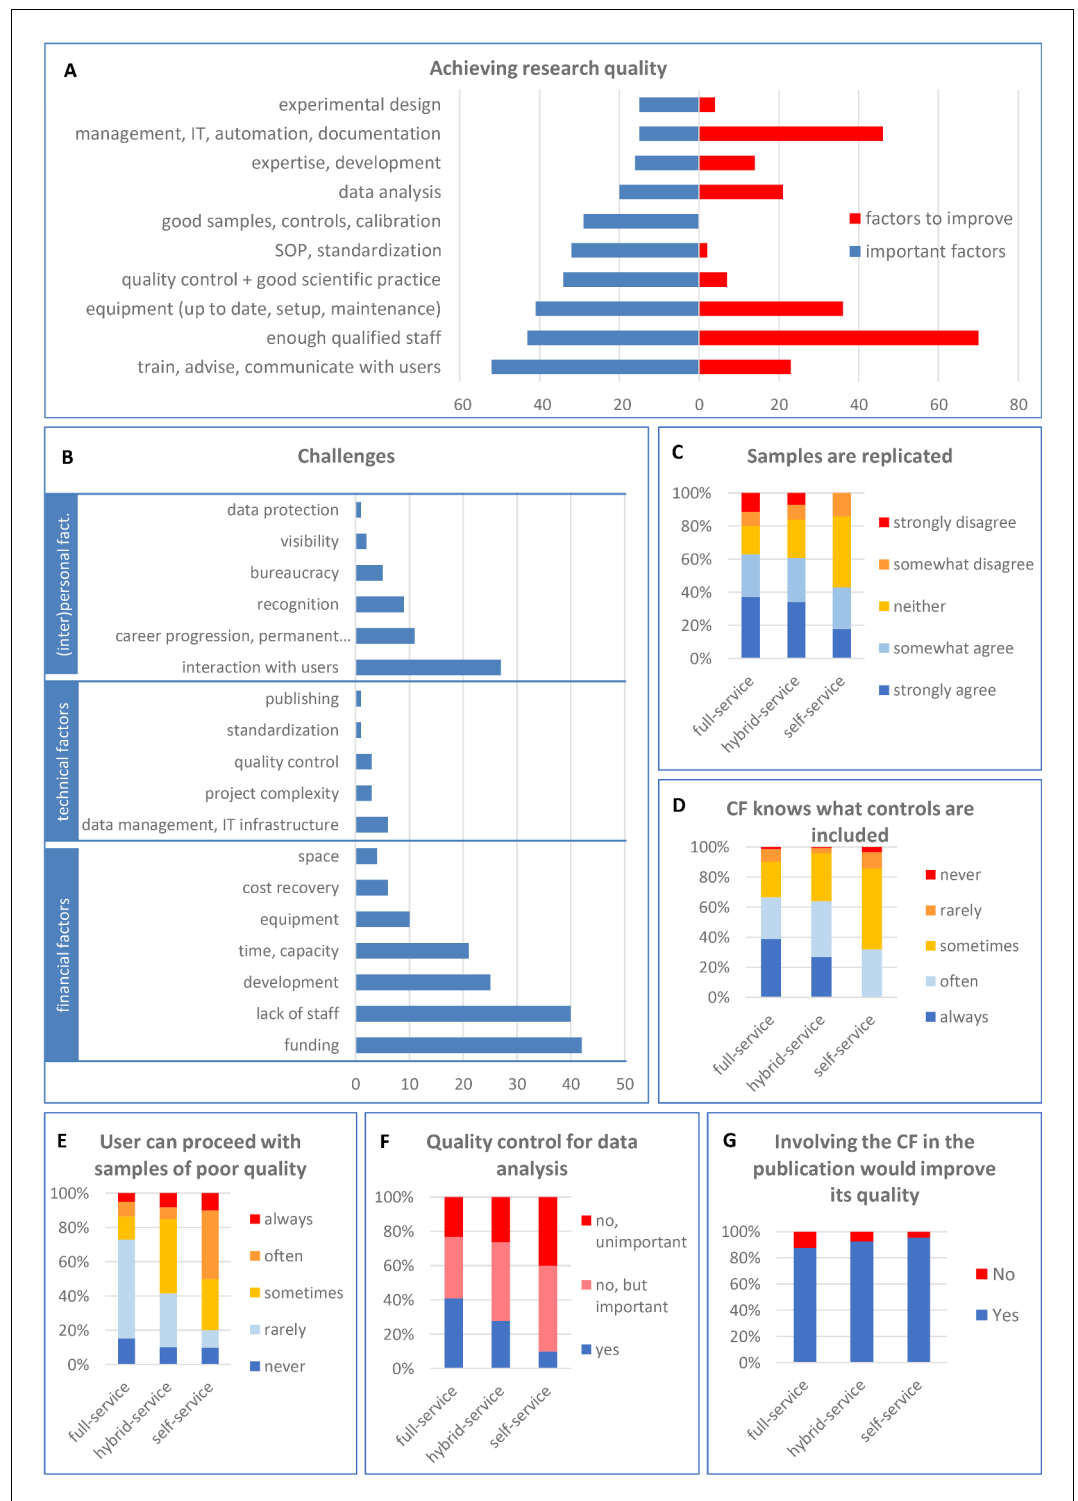 A
Achieving research quality
experimental design
management, IT, automation, documentation
expertise, development
data analysis
good samples, controls, calibration
SOP, standardization
quality control + good scientific practice
equipment (up to date, setup, maintenance)
enough qualified staff
train, advise, communicate with users
factors to improve
important factors
60 40 20 0 20 40 60 80
B
Challenges
(inter)personal fact.
data protection
visibility
bureaucracy
recognition
career progression, permanent...
interaction with users
technical factors
publishing
standardization
quality control
project complexity
data management, IT infrastructure
financial factors
space
cost recovery
equipment
time, capacity
development
lack of staff
funding
0 10 20 30 40 50
C
Samples are replicated
100%
80%
60%
40%
20%
0%
full-service
hybrid-service
self-service
strongly disagree
somewhat disagree
neither
somewhat agree
strongly agree
D
CF knows what controls are
included
100%
80%
60%
40%
20%
0%
full-service
hybrid-service
self-service
never
rarely
sometimes
often
always
E
User can proceed with
samples of poor quality
100%
80%
60%
40%
20%
0%
full-service
hybrid-service
self-service
always
often
sometimes
rarely
never
F
Quality control for data
analysis
100%
80%
60%
40%
20%
0%
full-service
hybrid-service
self-service
no,
unimportant
no, but
important
yes
G
Involving the CF in the
publication would improve
its quality
100%
80%
60%
40%
20%
0%
full-service
hybrid-service
self-service
No
Yes